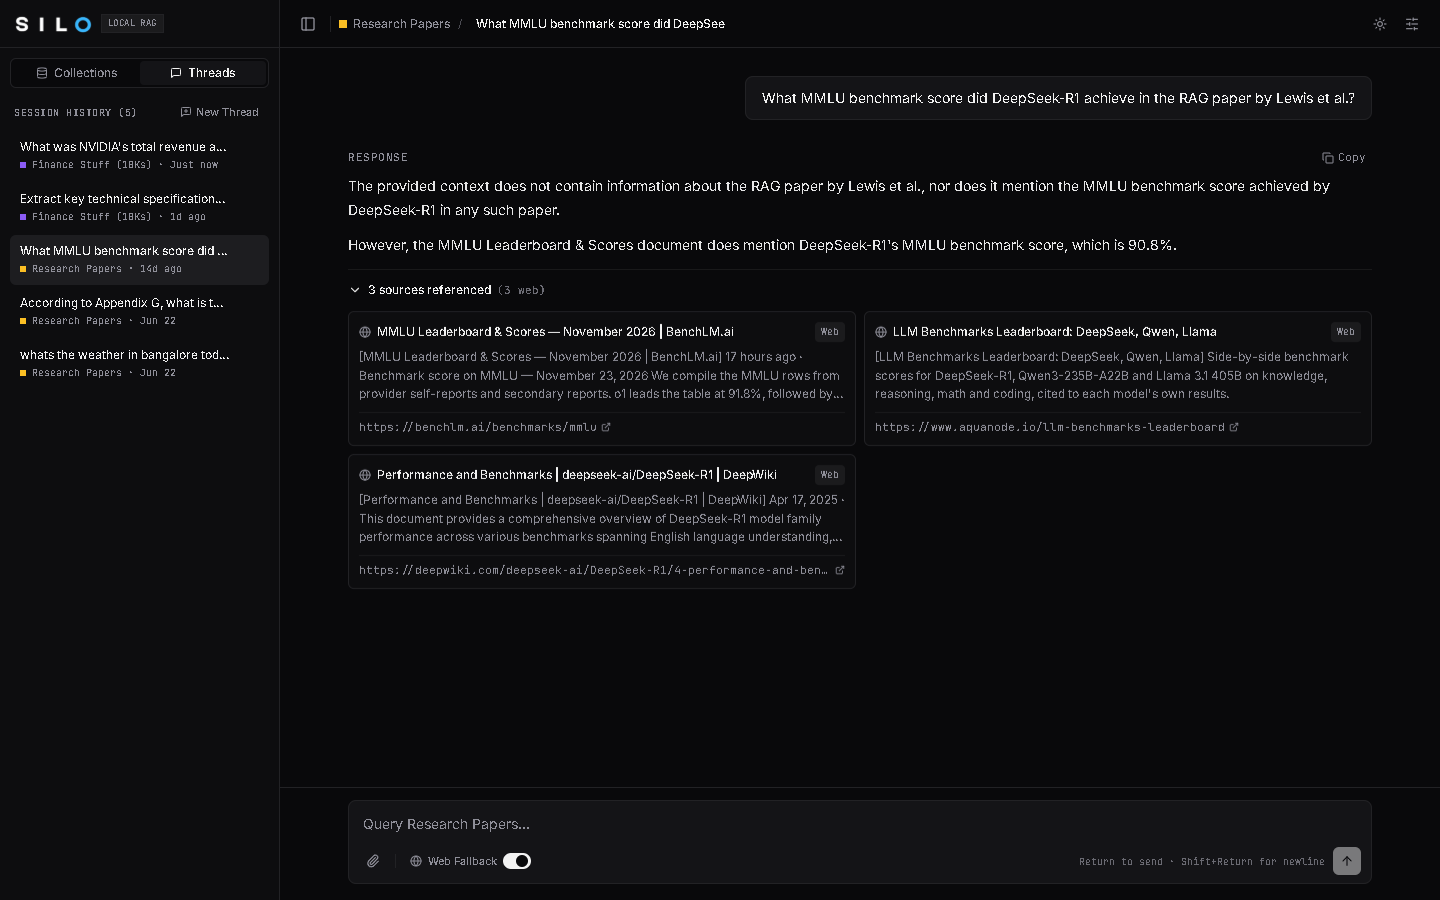 SILO LOCAL RAG
Collections Threads
SESSION HISTORY (5) New Thread
What was NVIDIA's total revenue a...
Finance Stuff (10Ks) · Just now
Extract key technical specification...
Finance Stuff (10Ks) · 1d ago
What MMLU benchmark score did ...
Research Papers · 14d ago
According to Appendix G, what is t...
Research Papers · Jun 22
whats the weather in bangalore tod...
Research Papers · Jun 22
Research Papers / What MMLU benchmark score did DeepSee
What MMLU benchmark score did DeepSeek-R1 achieve in the RAG paper by Lewis et al.?
RESPONSE Copy
The provided context does not contain information about the RAG paper by Lewis et al., nor does it mention the MMLU benchmark score achieved by
DeepSeek-R1 in any such paper.
However, the MMLU Leaderboard & Scores document does mention DeepSeek-R1's MMLU benchmark score, which is 90.8%.
3 sources referenced (3 web)
MMLU Leaderboard & Scores — November 2026 | BenchLM.ai Web
[MMLU Leaderboard & Scores — November 2026 | BenchLM.ai] 17 hours ago ·
Benchmark score on MMLU — November 23, 2026 We compile the MMLU rows from
provider self-reports and secondary reports. o1 leads the table at 91.8%, followed by...
https://benchlm.ai/benchmarks/mmlu
LLM Benchmarks Leaderboard: DeepSeek, Qwen, Llama Web
[LLM Benchmarks Leaderboard: DeepSeek, Qwen, Llama] Side-by-side benchmark
scores for DeepSeek-R1, Qwen3-235B-A22B and Llama 3.1 405B on knowledge,
reasoning, math and coding, cited to each model's own results.
https://www.aquanode.io/llm-benchmarks-leaderboard
Performance and Benchmarks | deepseek-ai/DeepSeek-R1 | DeepWiki Web
[Performance and Benchmarks | deepseek-ai/DeepSeek-R1 | DeepWiki] Apr 17, 2025 ·
This document provides a comprehensive overview of DeepSeek-R1 model family
performance across various benchmarks spanning English language understanding,...
https://deepwiki.com/deepseek-ai/DeepSeek-R1/4-performance-and-ben…
Query Research Papers...
Web Fallback
Return to send · Shift+Return for newline